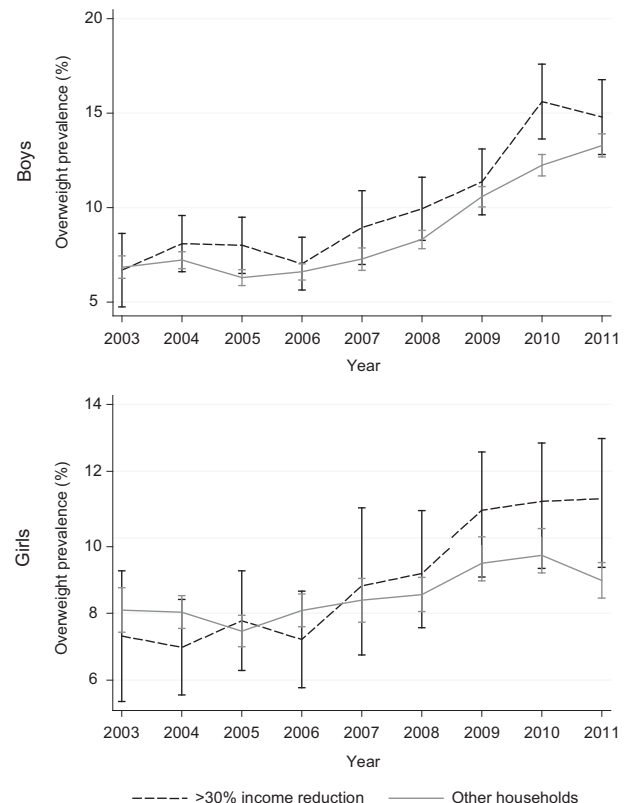 20
15
10
5
Boys
Overweight prevalence (%)
2003 2004 2005 2006 2007 2008 2009 2010 2011
Year
14
12
10
8
6
Girls
Overweight prevalence (%)
2003 2004 2005 2006 2007 2008 2009 2010 2011
Year
>30% income reduction Other households